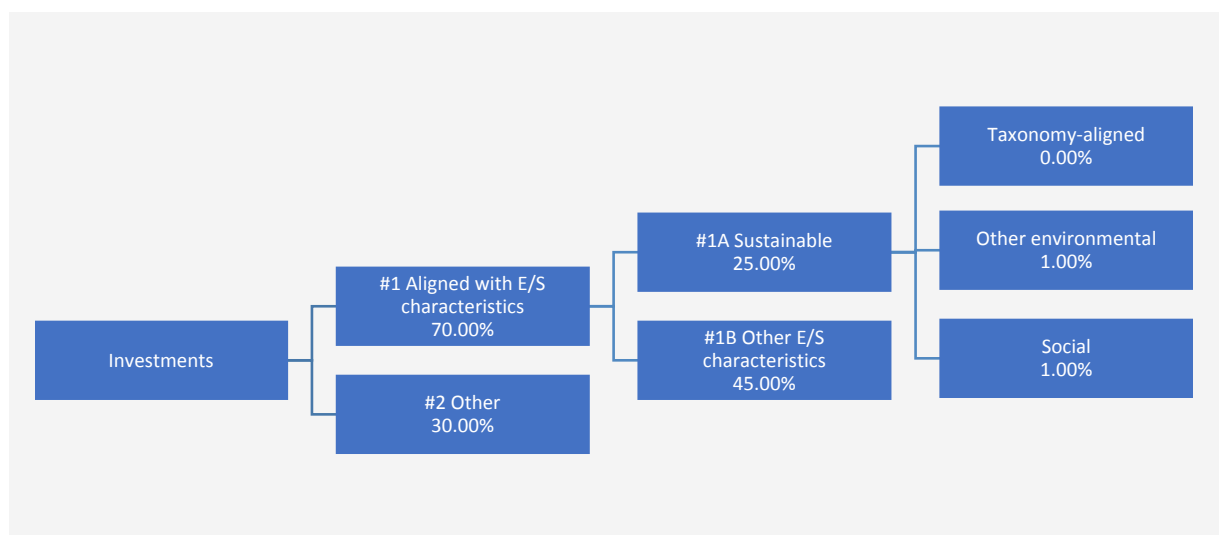 Investments
#1 Aligned with E/S
characteristics
70.00%
#2 Other
30.00%
#1A Sustainable
25.00%
#1B Other E/S
characteristics
45.00%
Taxonomy-aligned
0.00%
Other environmental
1.00%
Social
1.00%